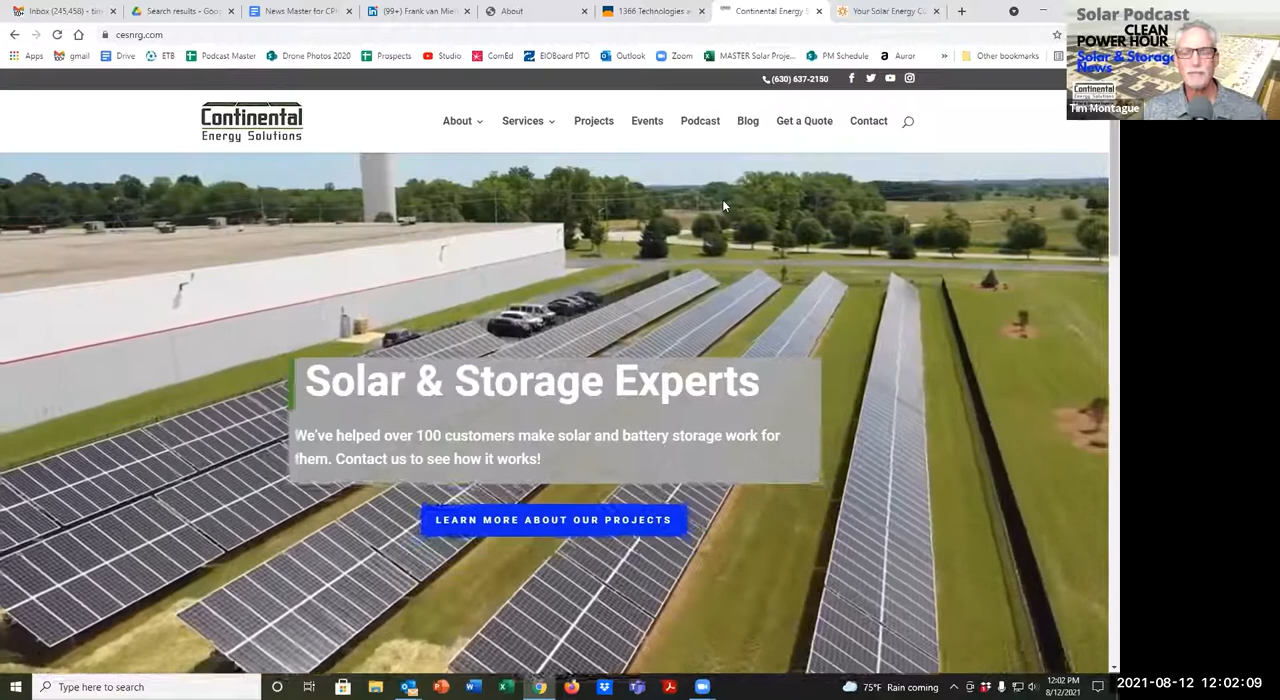 Inbox (245,458) - tim
Search results - Goog
News Master for CP
(99+) Frank van Mie
About
1366 Technologies a
Continental Energy S
Your Solar Energy C
cesnrg.com
Apps
gmail
Drive
ETB
Podcast Master
Drone Photos 2020
Prospects
Studio
ComEd
EIOBoard PTO
Outlook
Zoom
MASTER Solar Proje...
PM Schedule
Auror
»
Other bookmarks
Solar Podcast
CLEAN
POWER HOUR
Solar & Storage
News
Continental
Tim Montague
(630) 637-2150
Continental
Energy Solutions
About
Services
Projects
Events
Podcast
Blog
Get a Quote
Contact
Solar & Storage Experts
We've helped over 100 customers make solar and battery storage work for
them. Contact us to see how it works!
LEARN MORE ABOUT OUR PROJECTS
Type here to search
75°F Rain coming
12:02 PM
8/12/2021
2021-08-12 12:02:09